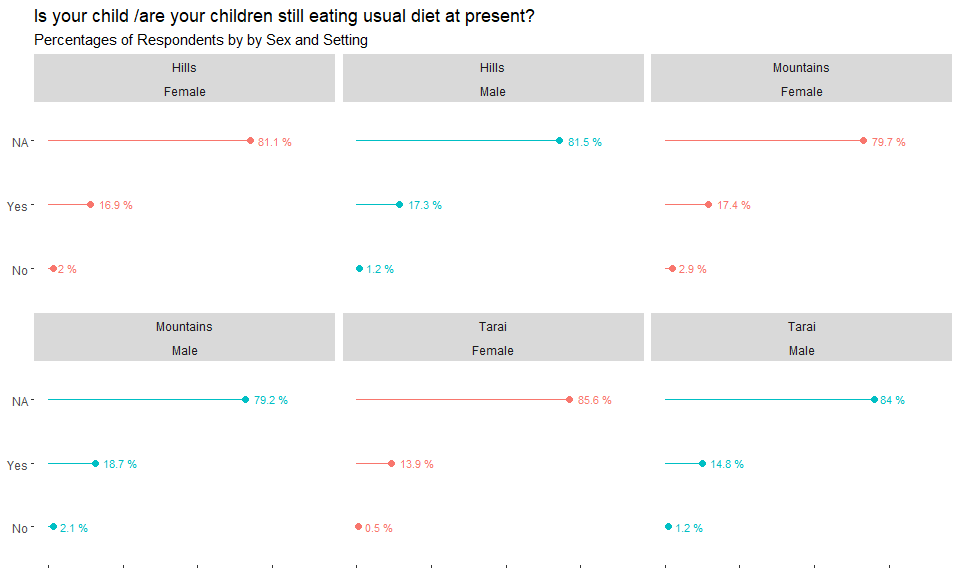 Is your child /are your children still eating usual diet at present?
Percentages of Respondents by by Sex and Setting
Hills Hills Mountains
Female Male Female
NA 81.1 % 81.5 % 79.7 %
Yes 16.9 % 17.3 % 17.4 %
No 2 % 1.2 % 2.9 %
Mountains Tarai Tarai
Male Female Male
NA 79.2 % 85.6 % 84 %
Yes 18.7 % 13.9 % 14.8 %
No 2.1 % 0.5 % 1.2 %